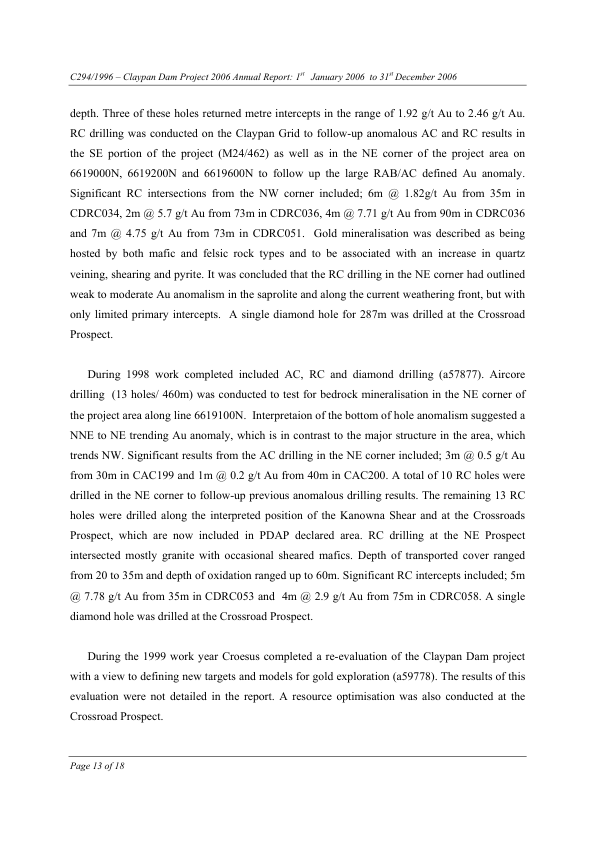 C294/1996 – Claypan Dam Project 2006 Annual Report: 1st January 2006 to 31st December 2006
depth. Three of these holes returned metre intercepts in the range of 1.92 g/t Au to 2.46 g/t Au.
RC drilling was conducted on the Claypan Grid to follow-up anomalous AC and RC results in
the SE portion of the project (M24/462) as well as in the NE corner of the project area on
6619000N, 6619200N and 6619600N to follow up the large RAB/AC defined Au anomaly.
Significant RC intersections from the NW corner included; 6m @ 1.82g/t Au from 35m in
CDRC034, 2m @ 5.7 g/t Au from 73m in CDRC036, 4m @ 7.71 g/t Au from 90m in CDRC036
and 7m @ 4.75 g/t Au from 73m in CDRC051. Gold mineralisation was described as being
hosted by both mafic and felsic rock types and to be associated with an increase in quartz
veining, shearing and pyrite. It was concluded that the RC drilling in the NE corner had outlined
weak to moderate Au anomalism in the saprolite and along the current weathering front, but with
only limited primary intercepts. A single diamond hole for 287m was drilled at the Crossroad
Prospect.
During 1998 work completed included AC, RC and diamond drilling (a57877). Aircore
drilling (13 holes/ 460m) was conducted to test for bedrock mineralisation in the NE corner of
the project area along line 6619100N. Interpretaion of the bottom of hole anomalism suggested a
NNE to NE trending Au anomaly, which is in contrast to the major structure in the area, which
trends NW. Significant results from the AC drilling in the NE corner included; 3m @ 0.5 g/t Au
from 30m in CAC199 and 1m @ 0.2 g/t Au from 40m in CAC200. A total of 10 RC holes were
drilled in the NE corner to follow-up previous anomalous drilling results. The remaining 13 RC
holes were drilled along the interpreted position of the Kanowna Shear and at the Crossroads
Prospect, which are now included in PDAP declared area. RC drilling at the NE Prospect
intersected mostly granite with occasional sheared mafics. Depth of transported cover ranged
from 20 to 35m and depth of oxidation ranged up to 60m. Significant RC intercepts included; 5m
@ 7.78 g/t Au from 35m in CDRC053 and 4m @ 2.9 g/t Au from 75m in CDRC058. A single
diamond hole was drilled at the Crossroad Prospect.
During the 1999 work year Croesus completed a re-evaluation of the Claypan Dam project
with a view to defining new targets and models for gold exploration (a59778). The results of this
evaluation were not detailed in the report. A resource optimisation was also conducted at the
Crossroad Prospect.
Page 13 of 18